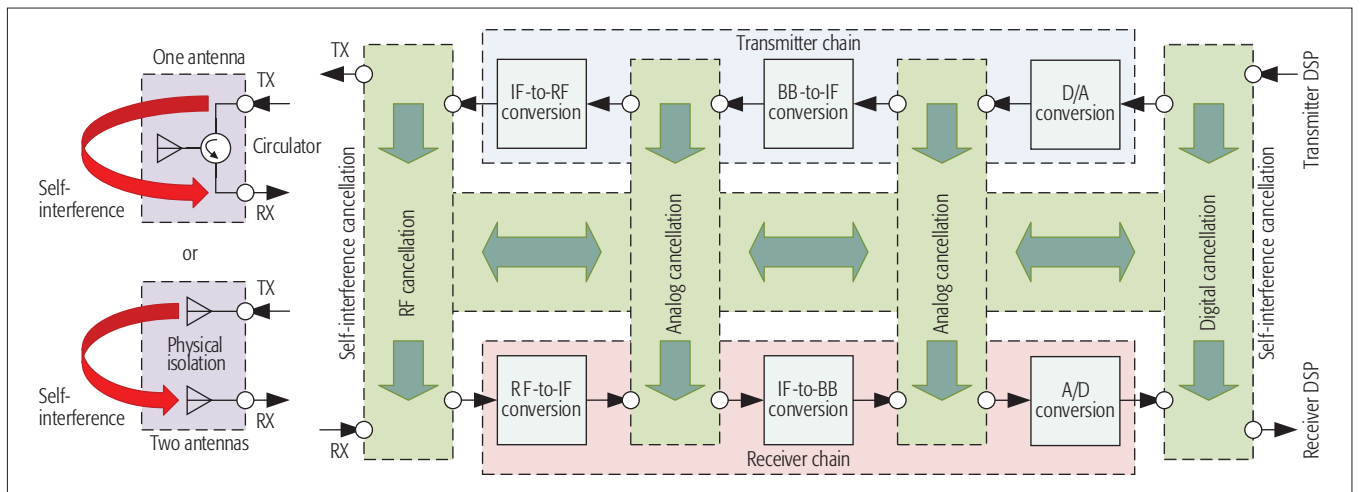 One antenna
TX
Circulator
Self-
interference
RX
or
TX
Physical
isolation
Self-
interference
RX
Two antennas
TX
RX
Self-interference cancellation
RF cancellation
Transmitter chain
IF-to-RF
conversion
BB-to-IF
conversion
D/A
conversion
Analog cancellation
Analog cancellation
RF-to-IF
conversion
IF-to-BB
conversion
A/D
conversion
Receiver chain
Digital cancellation
Self-interference cancellation
Transmitter DSP
Receiver DSP